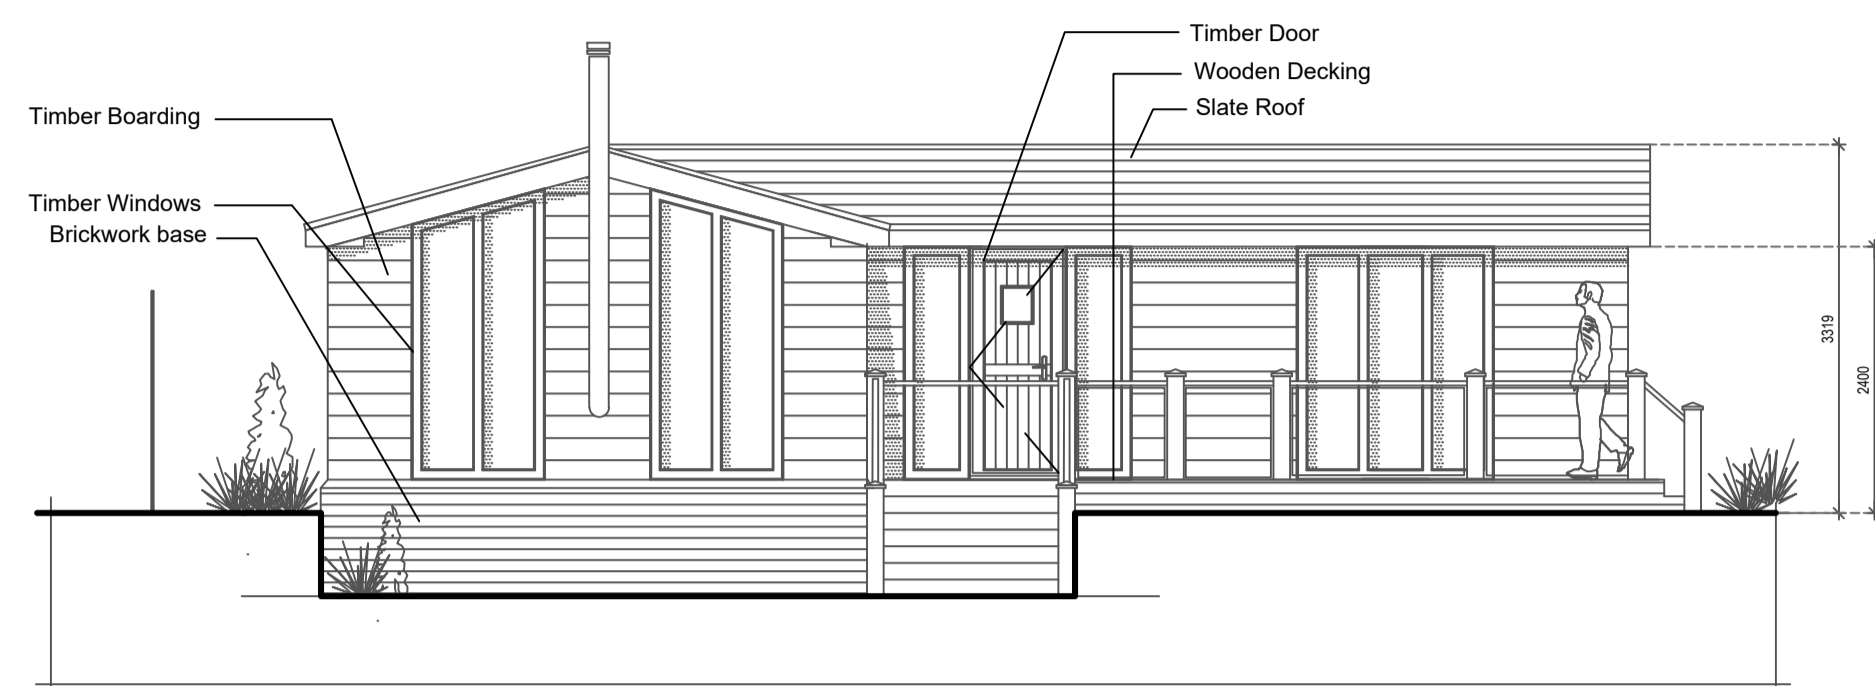 Timber Door
Wooden Decking
Slate Roof
Timber Boarding
Timber Windows
Brickwork base
3319
2400